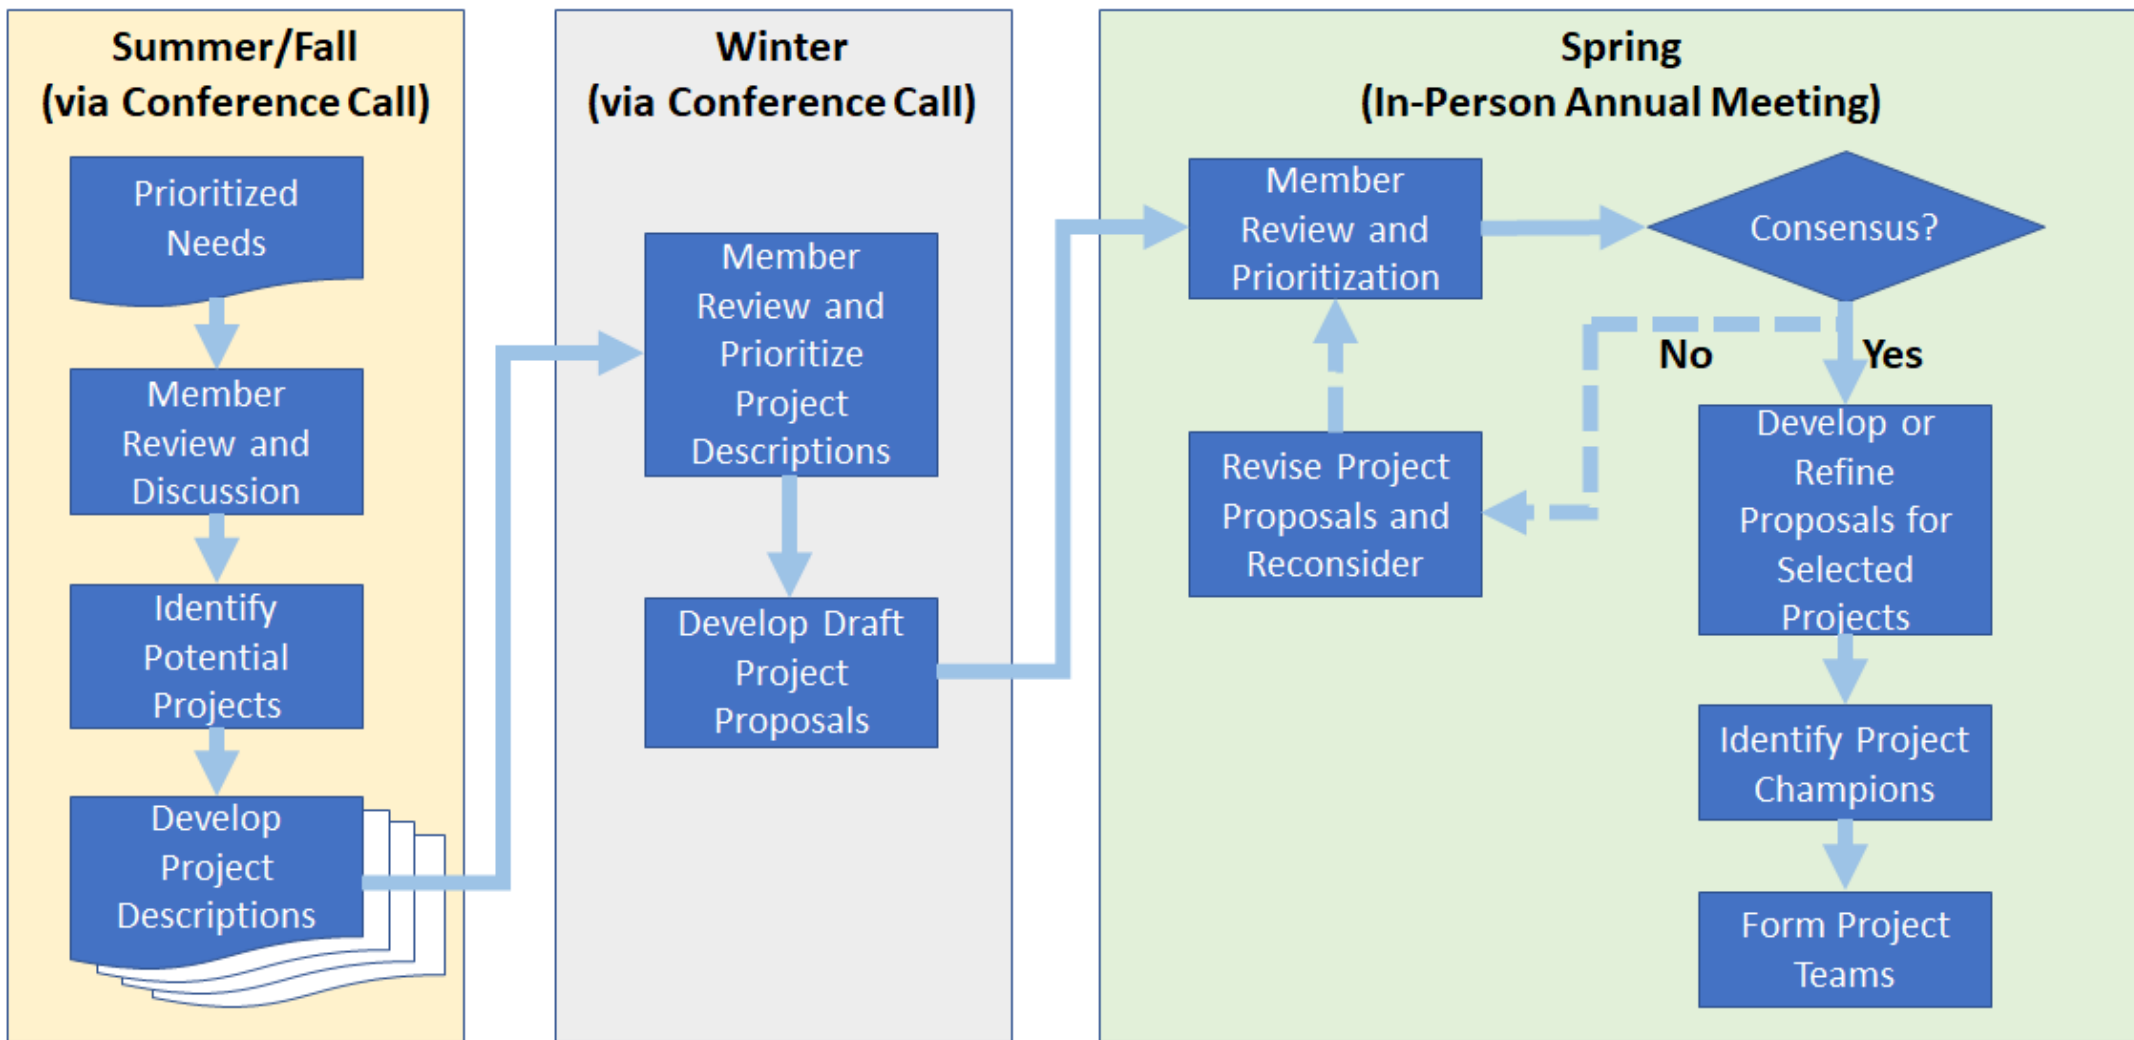 Summer/Fall
(via Conference Call)
Prioritized
Needs
Member
Review and
Discussion
Identify
Potential
Projects
Develop
Project
Descriptions
Winter
(via Conference Call)
Member
Review and
Prioritize
Project
Descriptions
Develop Draft
Project
Proposals
Spring
(In-Person Annual Meeting)
Member
Review and
Prioritization
Consensus?
No
Yes
Revise Project
Proposals and
Reconsider
Develop or
Refine
Proposals for
Selected
Projects
Identify Project
Champions
Form Project
Teams